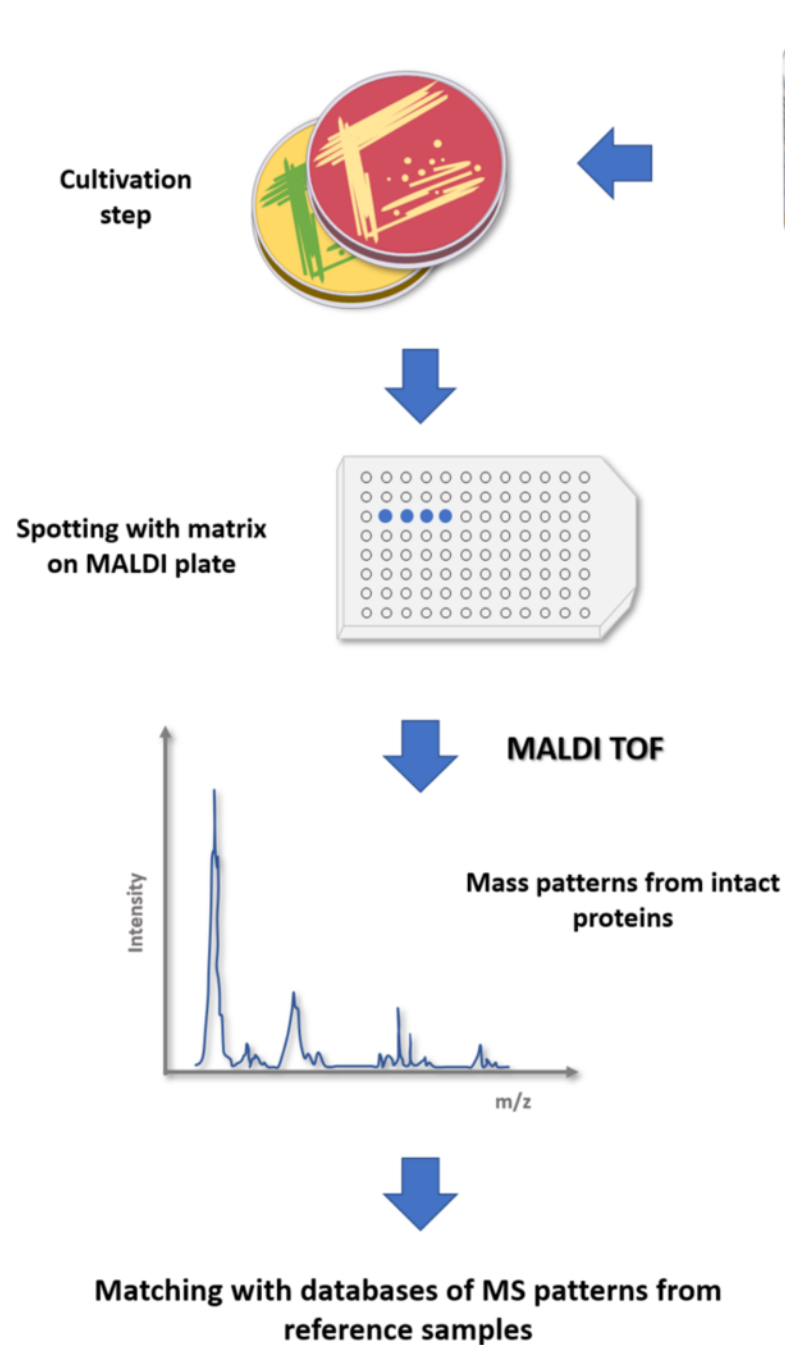 Cultivation
step
Spotting with matrix
on MALDI plate
MALDI TOF
Intensity
Mass patterns from intact
proteins
m/z
Matching with databases of MS patterns from
reference samples